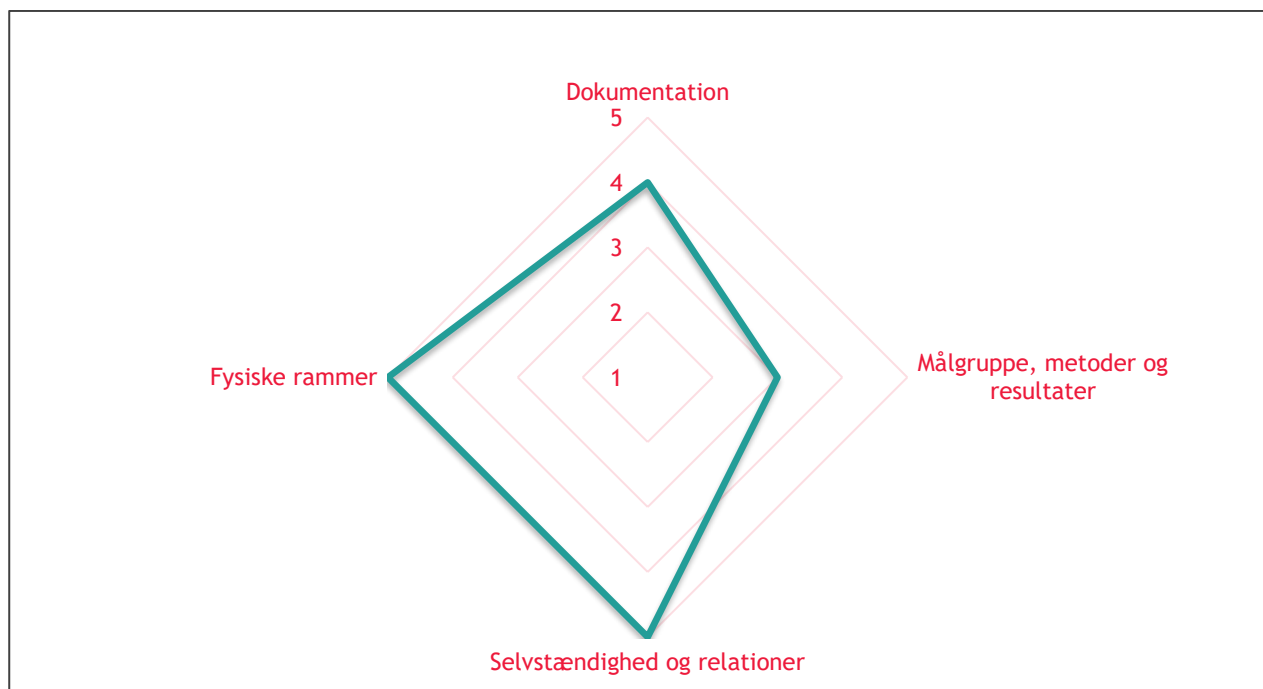 Dokumentation
5
4
3
2
1
Fysiske rammer
Målgruppe, metoder og
resultater
Selvstændighed og relationer